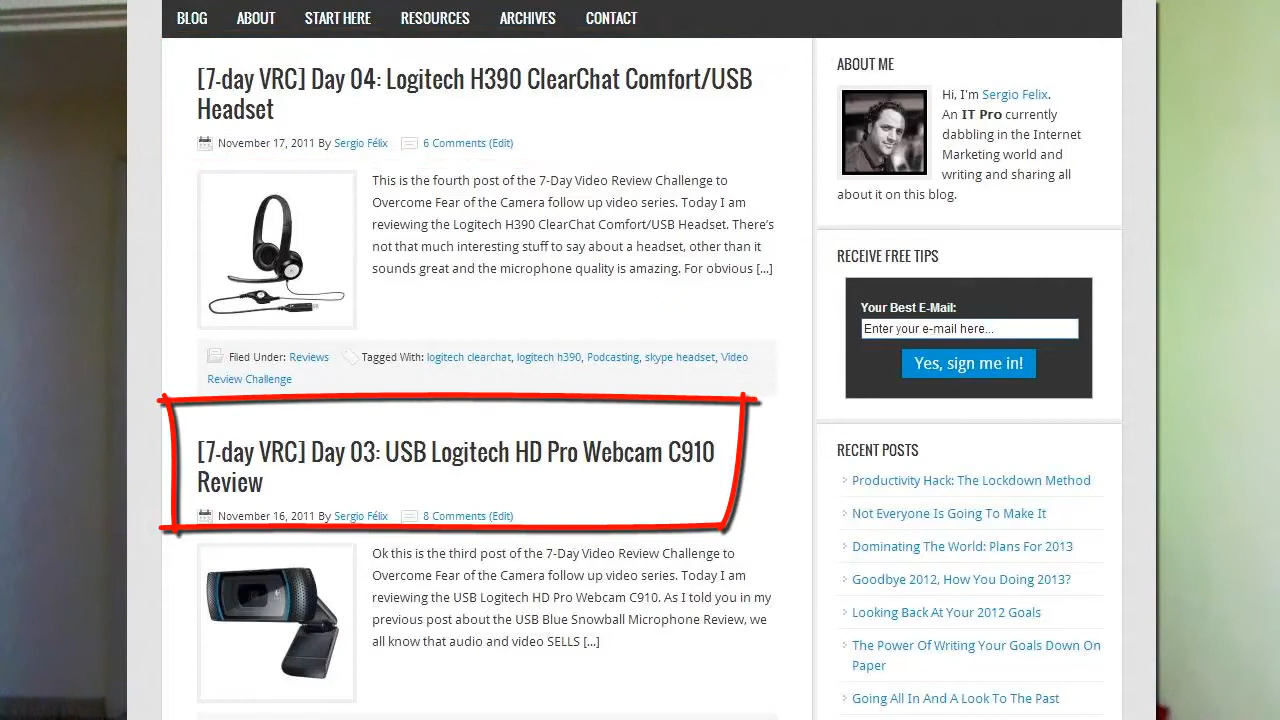 BLOG ABOUT START HERE RESOURCES ARCHIVES CONTACT
[7-day VRC] Day 04: Logitech H390 ClearChat Comfort/USB
Headset
November 17, 2011 By Sergio Félix 6 Comments (Edit)
This is the fourth post of the 7-Day Video Review Challenge to
Overcome Fear of the Camera follow up video series. Today I am
reviewing the Logitech H390 ClearChat Comfort/USB Headset. There's
not that much interesting stuff to say about a headset, other than it
sounds great and the microphone quality is amazing. For obvious [...]
Filed Under: Reviews Tagged With: logitech clearchat, logitech h390, Podcasting, skype headset, Video
Review Challenge
[7-day VRC] Day 03: USB Logitech HD Pro Webcam C910
Review
November 16, 2011 By Sergio Félix 8 Comments (Edit)
Ok this is the third post of the 7-Day Video Review Challenge to
Overcome Fear of the Camera follow up video series. Today I am
reviewing the USB Logitech HD Pro Webcam C910. As I told you in my
previous post about the USB Blue Snowball Microphone Review, we
all know that audio and video SELLS [...]
ABOUT ME
Hi, I'm Sergio Felix.
An IT Pro currently
dabbling in the Internet
Marketing world and
writing and sharing all
about it on this blog.
RECEIVE FREE TIPS
Your Best E-Mail:
Enter your e-mail here...
Yes, sign me in!
RECENT POSTS
Productivity Hack: The Lockdown Method
Not Everyone Is Going To Make It
Dominating The World: Plans For 2013
Goodbye 2012, How You Doing 2013?
Looking Back At Your 2012 Goals
The Power Of Writing Your Goals Down On
Paper
Going All In And A Look To The Past